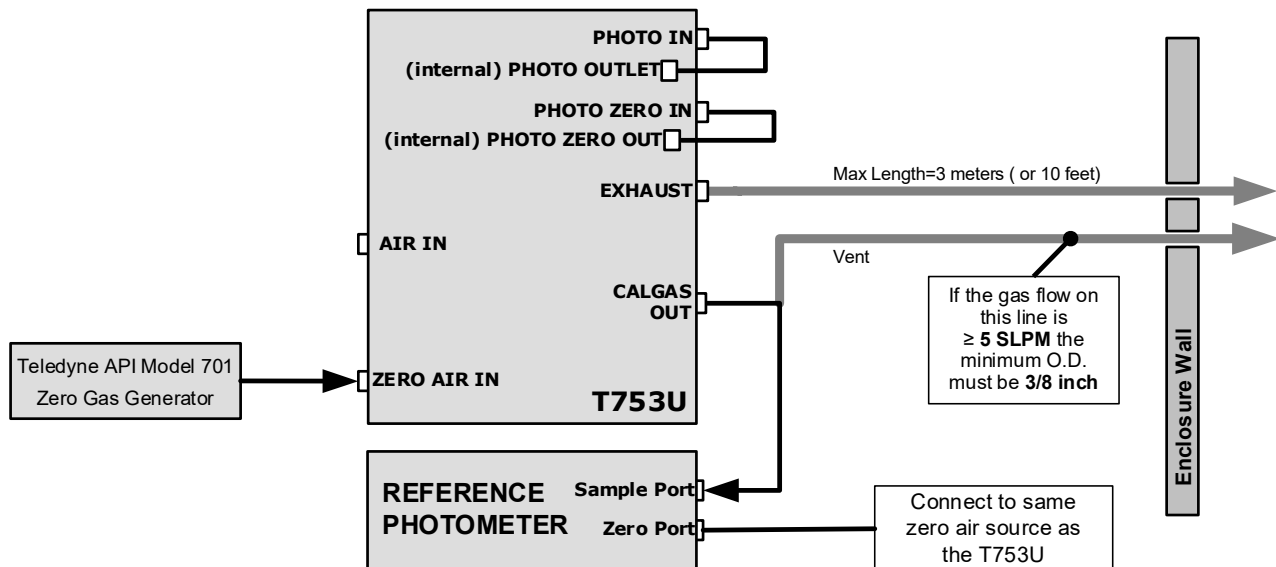 PHOTO IN
(internal) PHOTO OUTLET
PHOTO ZERO IN
(internal) PHOTO ZERO OUT
EXHAUST
Max Length=3 meters ( or 10 feet)
AIR IN
Vent
CALGAS
OUT
If the gas flow on
this line is
≥ 5 SLPM the
minimum O.D.
must be 3/8 inch
Enclosure Wall
Teledyne API Model 701
Zero Gas Generator
ZERO AIR IN
T753U
REFERENCE
PHOTOMETER
Sample Port
Zero Port
Connect to same
zero air source as
the T753U